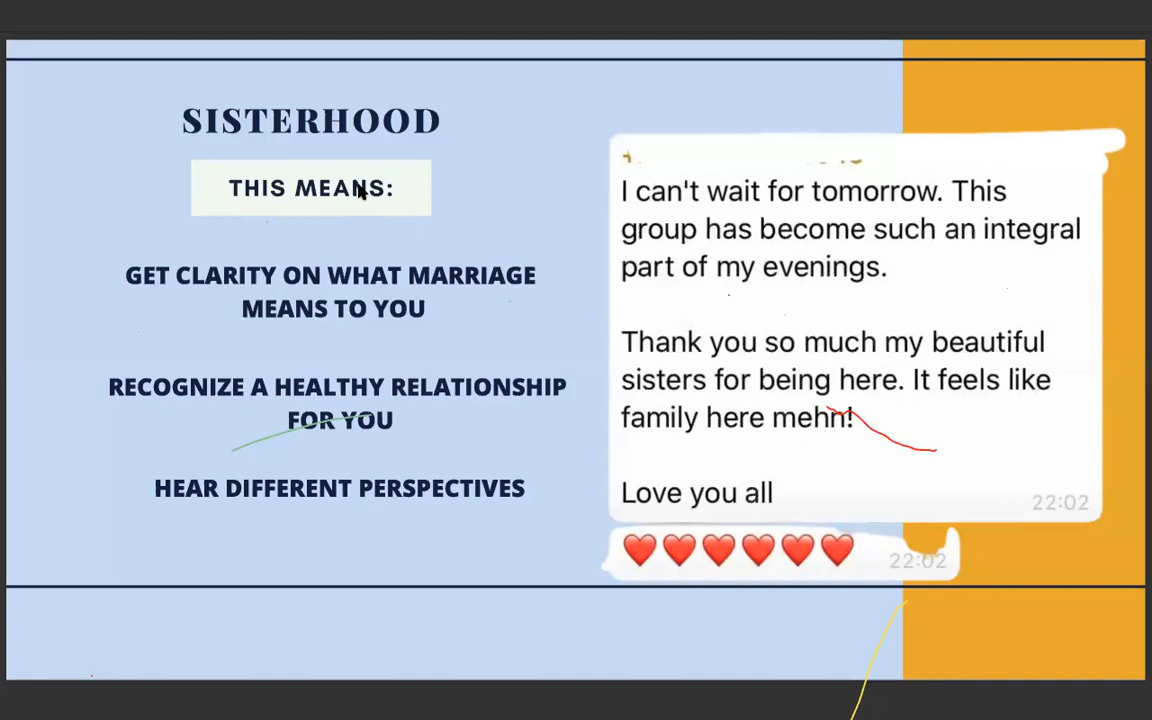 SISTERHOOD
THIS MEANS:
GET CLARITY ON WHAT MARRIAGE
MEANS TO YOU
RECOGNIZE A HEALTHY RELATIONSHIP
FOR YOU
HEAR DIFFERENT PERSPECTIVES
I can't wait for tomorrow. This
group has become such an integral
part of my evenings.
Thank you so much my beautiful
sisters for being here. It feels like
family here mehn!
Love you all
22:02
❤️❤️❤️❤️❤️❤️
22:02